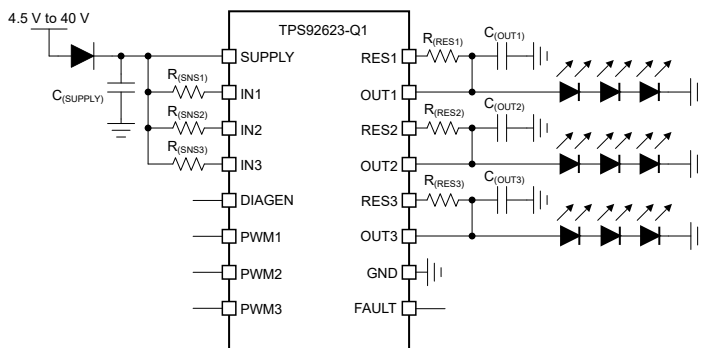 4.5 V to 40 V
TPS92623-Q1
C(SUPPLY)
R(SNS1)
R(SNS2)
R(SNS3)
SUPPLY
IN1
IN2
IN3
DIAGEN
PWM1
PWM2
PWM3
RES1
OUT1
RES2
OUT2
RES3
OUT3
GND
FAULT
R(RES1)
C(OUT1)
R(RES2)
C(OUT2)
R(RES3)
C(OUT3)